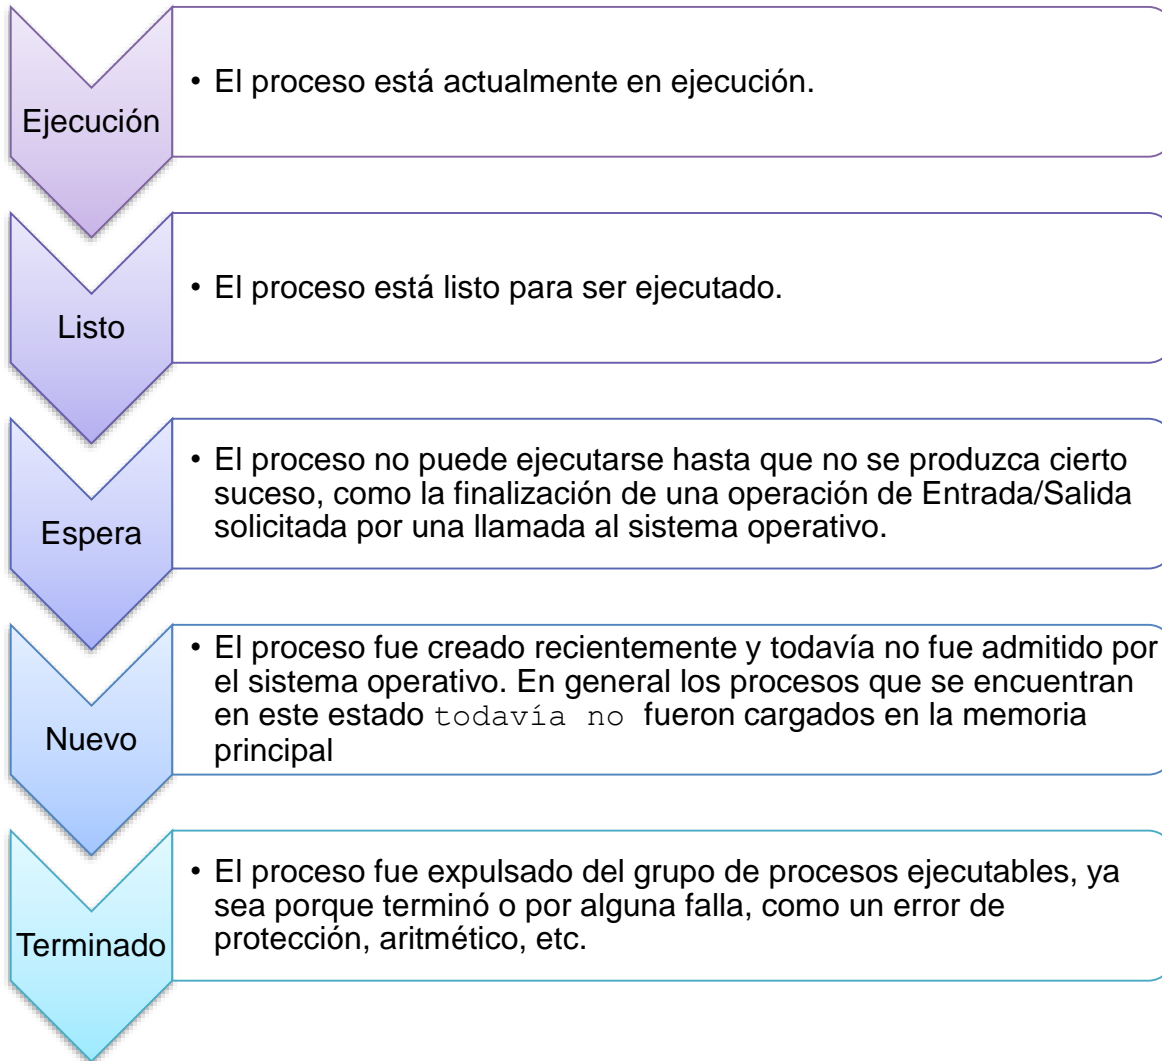 Ejecución
• El proceso está actualmente en ejecución.
Listo
• El proceso está listo para ser ejecutado.
Espera
• El proceso no puede ejecutarse hasta que no se produzca cierto
suceso, como la finalización de una operación de Entrada/Salida
solicitada por una llamada al sistema operativo.
Nuevo
• El proceso fue creado recientemente y todavía no fue admitido por
el sistema operativo. En general los procesos que se encuentran
en este estado todavía no fueron cargados en la memoria
principal
Terminado
• El proceso fue expulsado del grupo de procesos ejecutables, ya
sea porque terminó o por alguna falla, como un error de
protección, aritmético, etc.